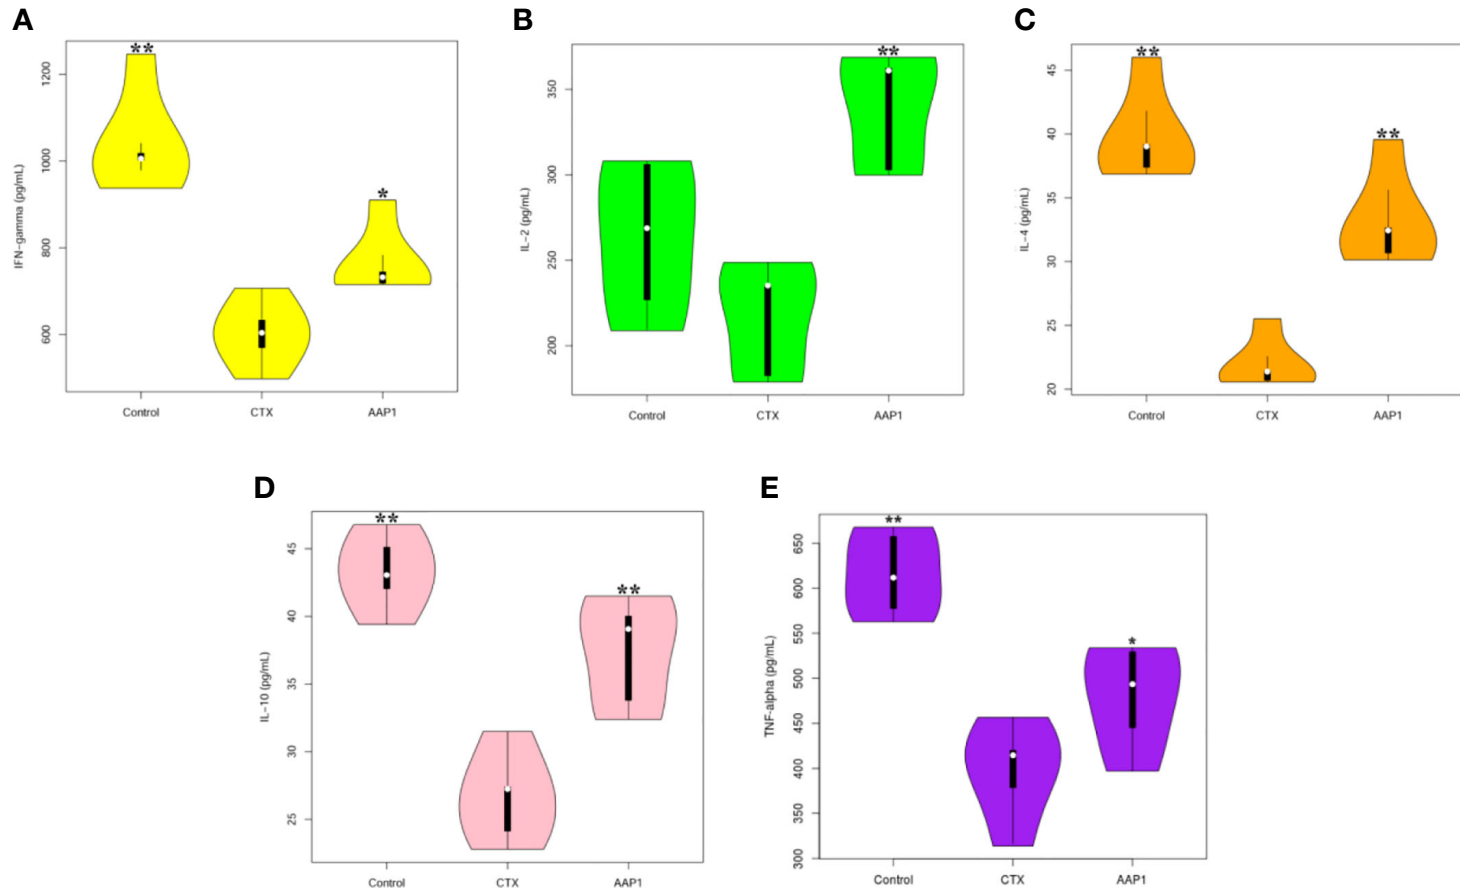 A
B
C
**
*
IFN-gamma (pg/mL)
1200
1000
800
600
Control
CTX
AAP1
**
IL-2 (pg/mL)
350
300
250
200
Control
CTX
AAP1
**
**
IL-4 (pg/mL)
45
40
35
30
25
20
Control
CTX
AAP1
D
E
**
**
IL-10 (pg/mL)
45
40
35
30
25
Control
CTX
AAP1
**
*
TNF-alpha (pg/mL)
650
600
550
500
450
400
350
300
Control
CTX
AAP1